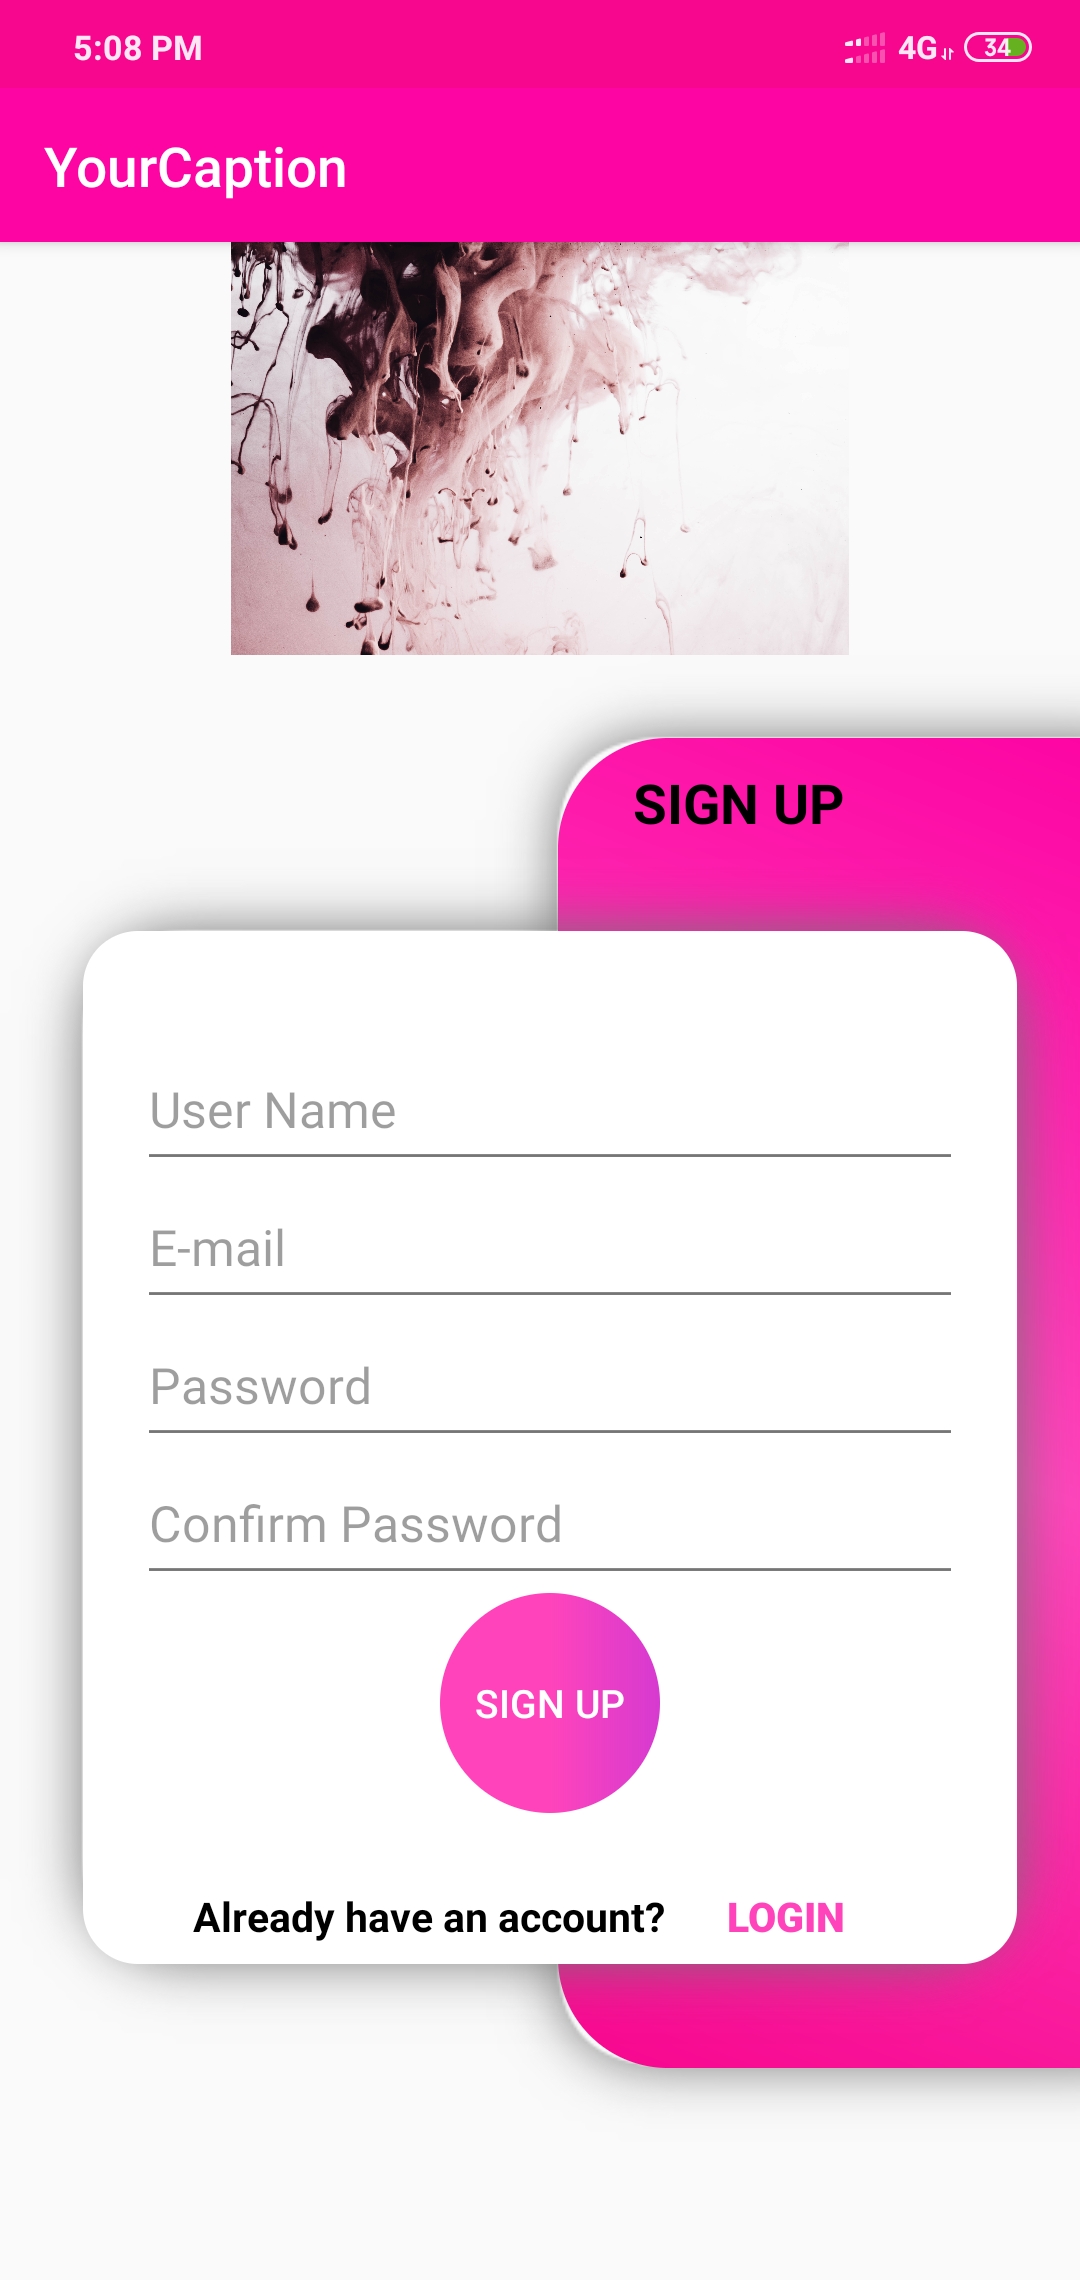 5:08 PM 4G 34
YourCaption
SIGN UP
User Name
E-mail
Password
Confirm Password
SIGN UP
Already have an account? LOGIN